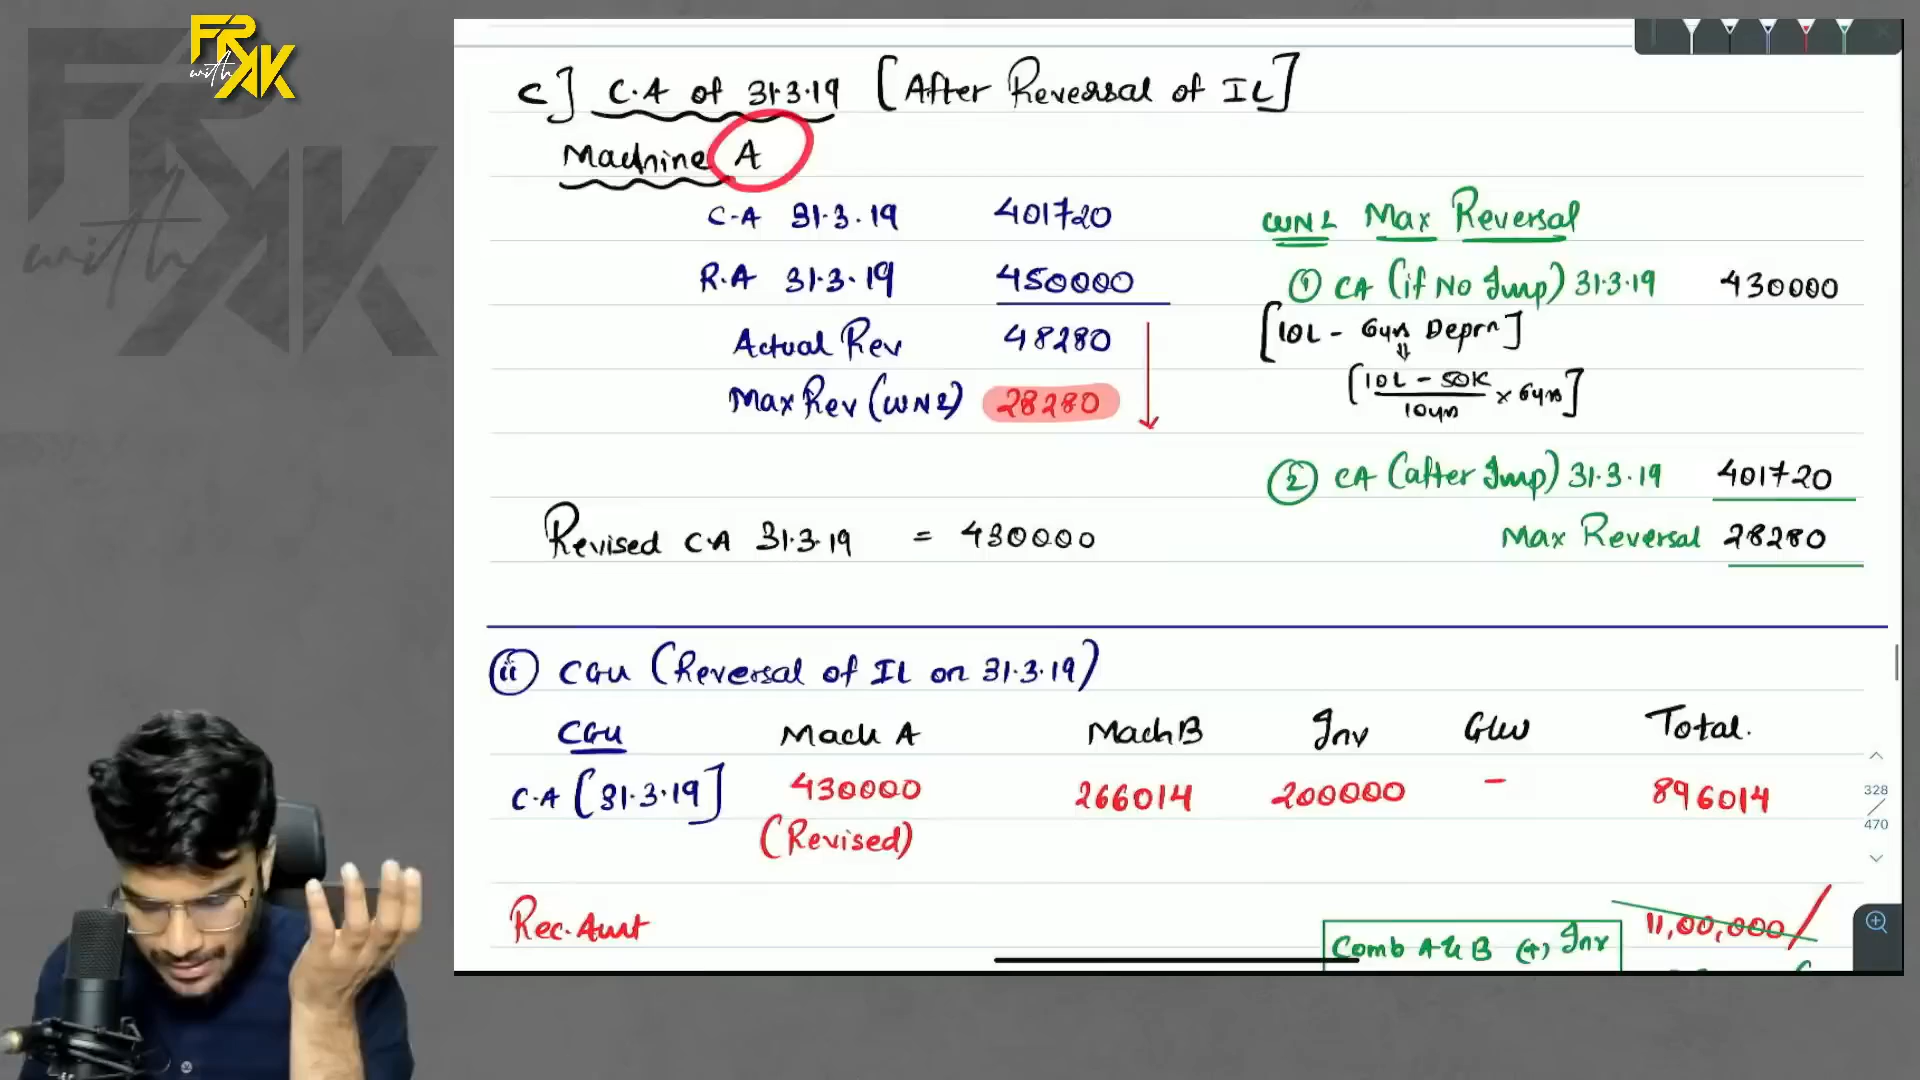 FR
with
AK
FR
with
AK
C] C.A of 31.3.19 [After Reversal of IL]
Machine A
C-A 31.3.19 401720
R.A 31.3.19 450000
Actual Rev 48280
Max Rev (WN2) 28280
Revised C.A 31.3.19 = 430000
WN2 Max Reversal
① CA (if No Imp) 31.3.19 430000
[10L - 6yrs Deprn]
⇓
[10L - 50K / 10yrs × 6yrs]
② CA (after Imp) 31.3.19 401720
Max Reversal 28280
ⓘⓘ CGU (Reversal of IL on 31.3.19)
CGU Mach A Mach B Inv G/w Total.
C.A [31.3.19] 430000 266014 200000 - 896014
(Revised)
Rec. Amt 11,00,000/
Comb A & B (+) Inv
328
470